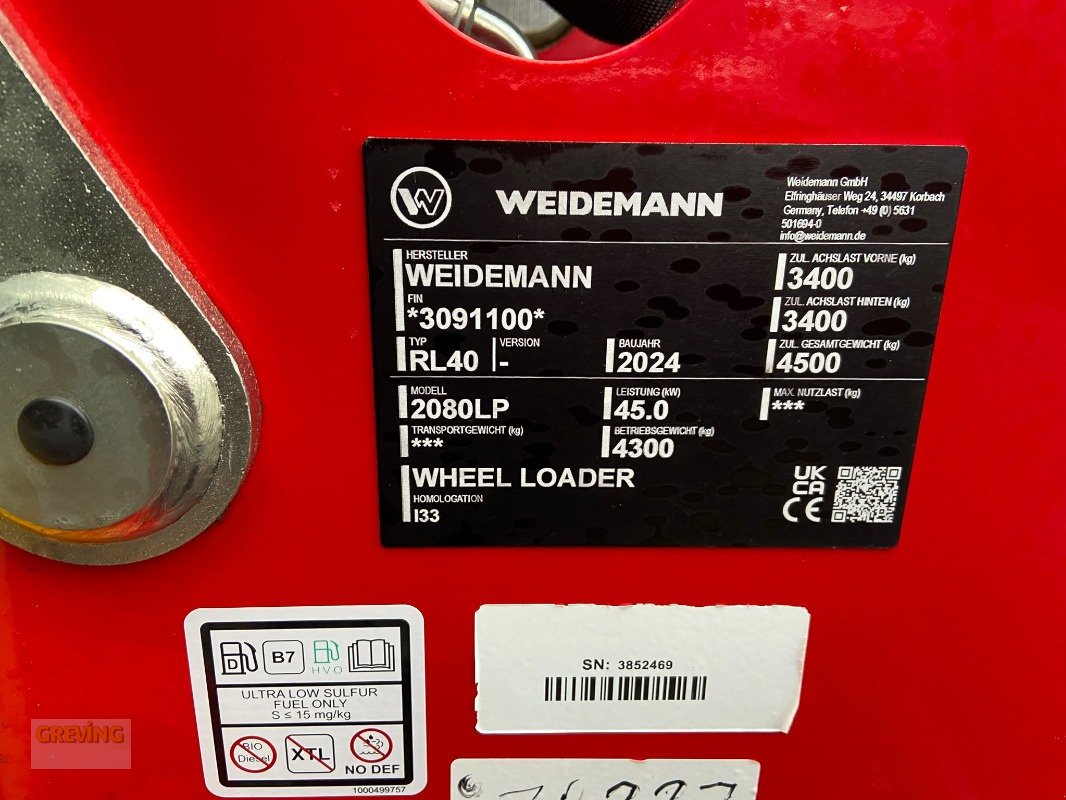 W WEIDEMANN
Weidemann GmbH
Elfringhäuser Weg 24, 34497 Korbach
Germany, Telefon +49 (0) 5631
501694-0
info@weidemann.de
HERSTELLER
WEIDEMANN
FIN
*3091100*
TYP
RL40
VERSION
-
BAUJAHR
2024
ZUL. ACHSLAST VORNE (kg)
3400
ZUL. ACHSLAST HINTEN (kg)
3400
ZUL. GESAMTGEWICHT (kg)
4500
MODELL
2080LP
LEISTUNG (kW)
45.0
MAX. NUTZLAST (kg)
***
TRANSPORTGEWICHT (kg)
***
BETRIEBSGEWICHT (kg)
4300
WHEEL LOADER
HOMOLOGATION
I33
UK
CA
CE
D B7 HVO
ULTRA LOW SULFUR
FUEL ONLY
S ≤ 15 mg/kg
BIO
Diesel
XTL
NO DEF
1000499757
SN: 3852469
GREVING